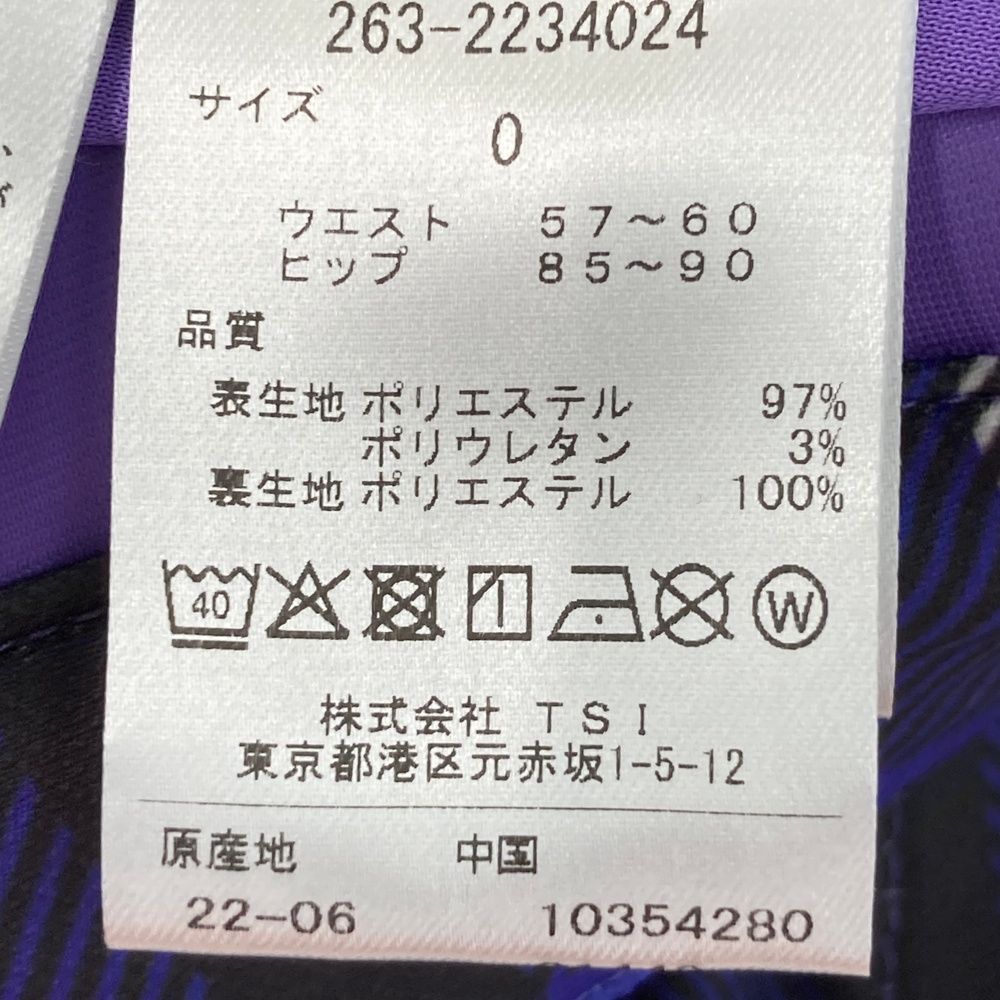 263-2234024
サイズ
0
ウエスト 57～60
ヒップ 85～90
品質
表生地 ポリエステル 97%
ポリウレタン 3%
裏生地 ポリエステル 100%
40
W
株式会社 TSI
東京都港区元赤坂1-5-12
原産地 中国
22-06 10354280